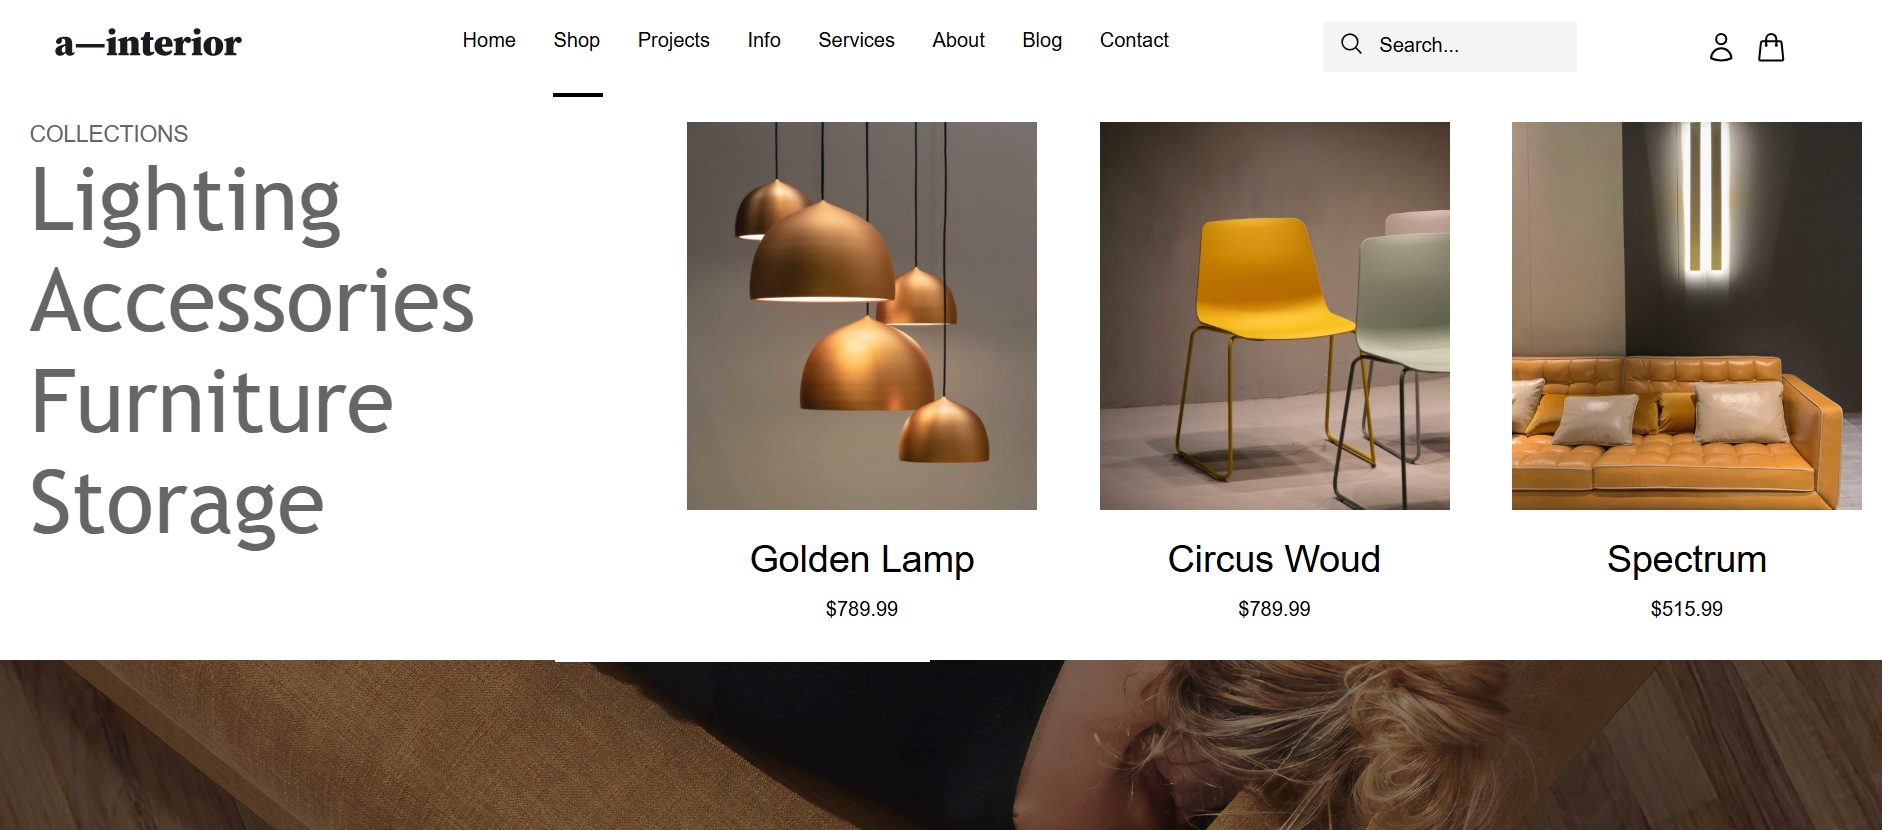 a—interior
Home Shop Projects Info Services About Blog Contact
Search...
COLLECTIONS
Lighting
Accessories
Furniture
Storage
Golden Lamp
$789.99
Circus Woud
$789.99
Spectrum
$515.99